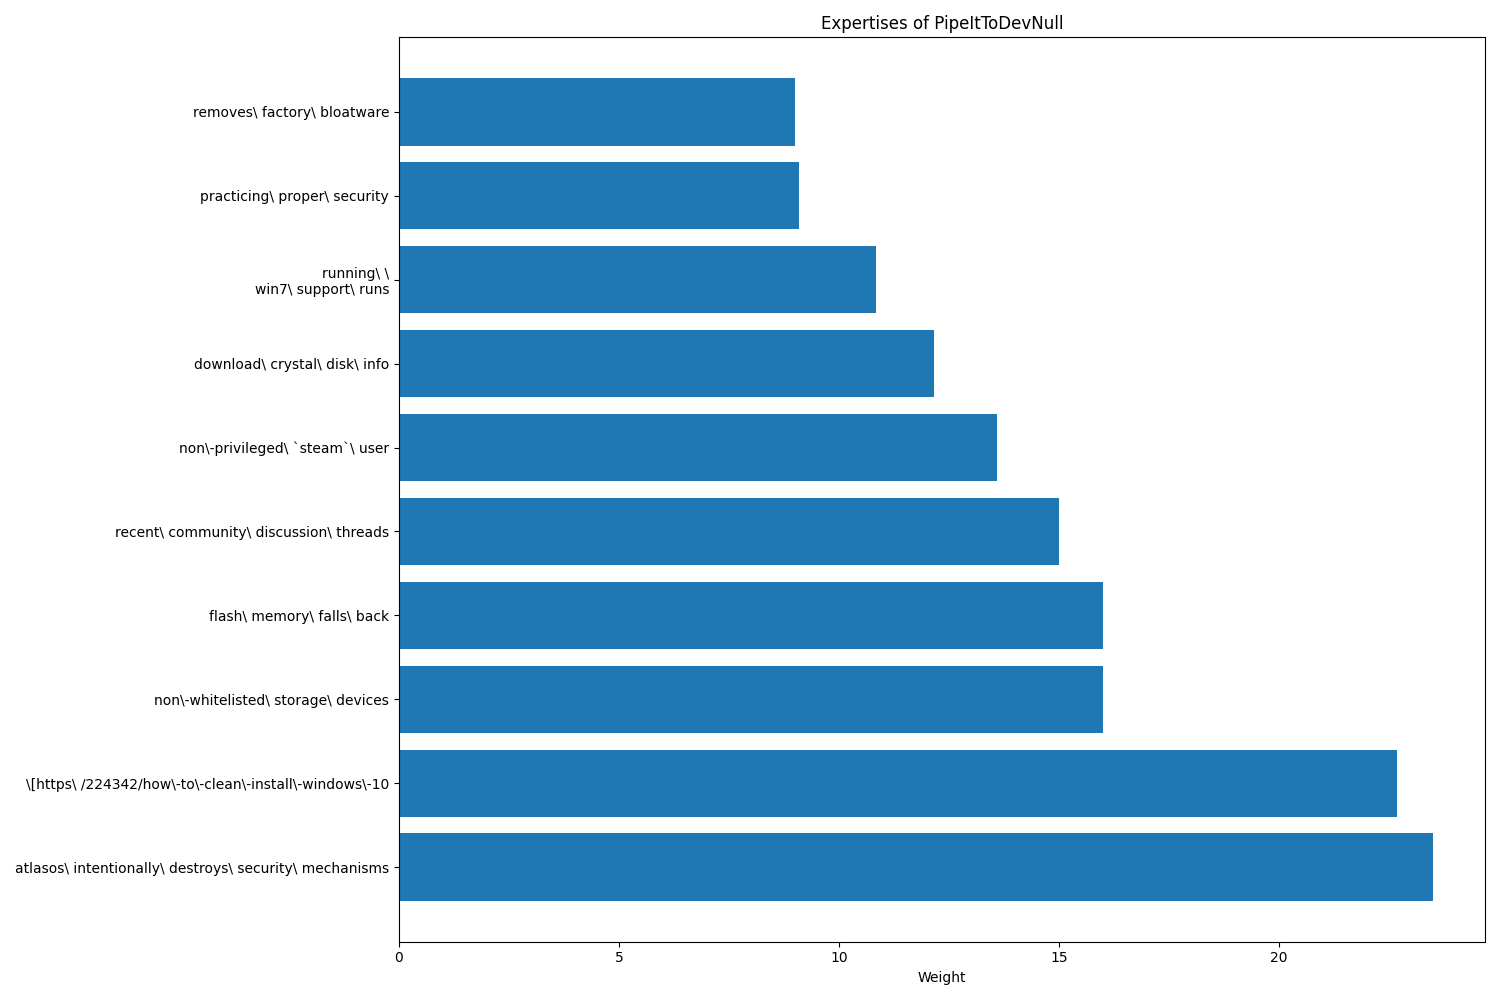 Expertises of PipeItToDevNull
removes\ factory\ bloatware
practicing\ proper\ security
running\ \
win7\ support\ runs
download\ crystal\ disk\ info
non\-privileged\ `steam`\ user
recent\ community\ discussion\ threads
flash\ memory\ falls\ back
non\-whitelisted\ storage\ devices
\[https\ /224342/how\-to\-clean\-install\-windows\-10
atlasos\ intentionally\ destroys\ security\ mechanisms
0 5 10 15 20
Weight